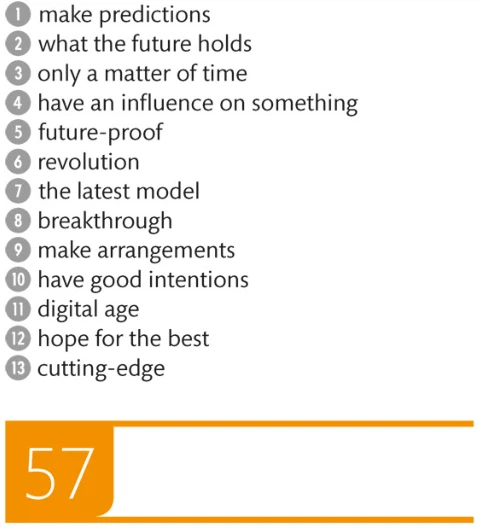 1 make predictions
2 what the future holds
3 only a matter of time
4 have an influence on something
5 future-proof
6 revolution
7 the latest model
8 breakthrough
9 make arrangements
10 have good intentions
11 digital age
12 hope for the best
13 cutting-edge
57